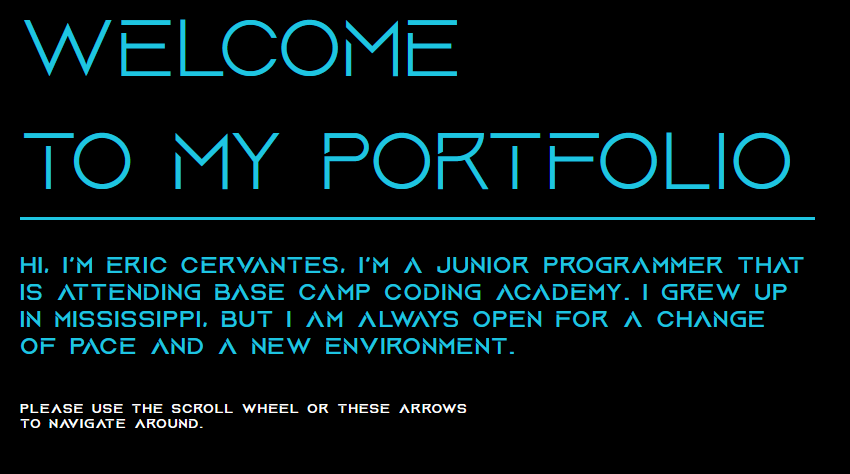 WELCOME
TO MY PORTFOLIO
HI, I'M ERIC CERVANTES, I'M A JUNIOR PROGRAMMER THAT
IS ATTENDING BASE CAMP CODING ACADEMY. I GREW UP
IN MISSISSIPPI, BUT I AM ALWAYS OPEN FOR A CHANGE
OF PACE AND A NEW ENVIRONMENT.
PLEASE USE THE SCROLL WHEEL OR THESE ARROWS
TO NAVIGATE AROUND.